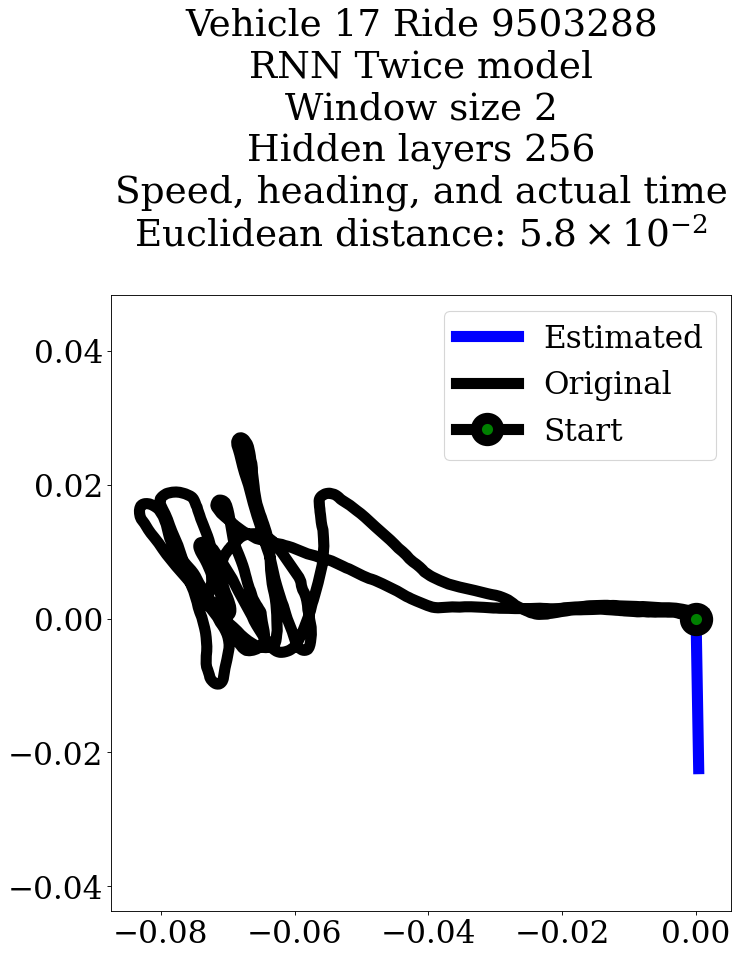 Vehicle 17 Ride 9503288
RNN Twice model
Window size 2
Hidden layers 256
Speed, heading, and actual time
Euclidean distance: 5.8 × 10⁻²
Estimated
Original
Start
0.04
0.02
0.00
−0.02
−0.04
−0.08 −0.06 −0.04 −0.02 0.00